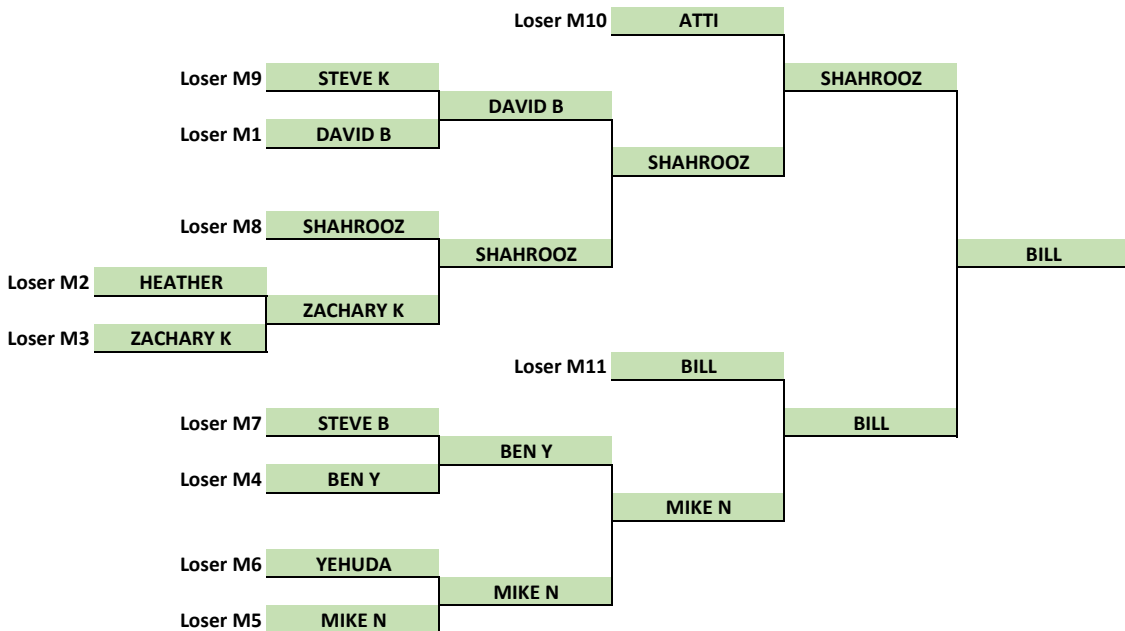 Loser M10 ATTI
Loser M9 STEVE K SHAHROOZ
DAVID B
Loser M1 DAVID B
SHAHROOZ
Loser M8 SHAHROOZ
SHAHROOZ BILL
Loser M2 HEATHER
ZACHARY K
Loser M3 ZACHARY K
Loser M11 BILL
Loser M7 STEVE B BILL
BEN Y
Loser M4 BEN Y
MIKE N
Loser M6 YEHUDA
MIKE N
Loser M5 MIKE N